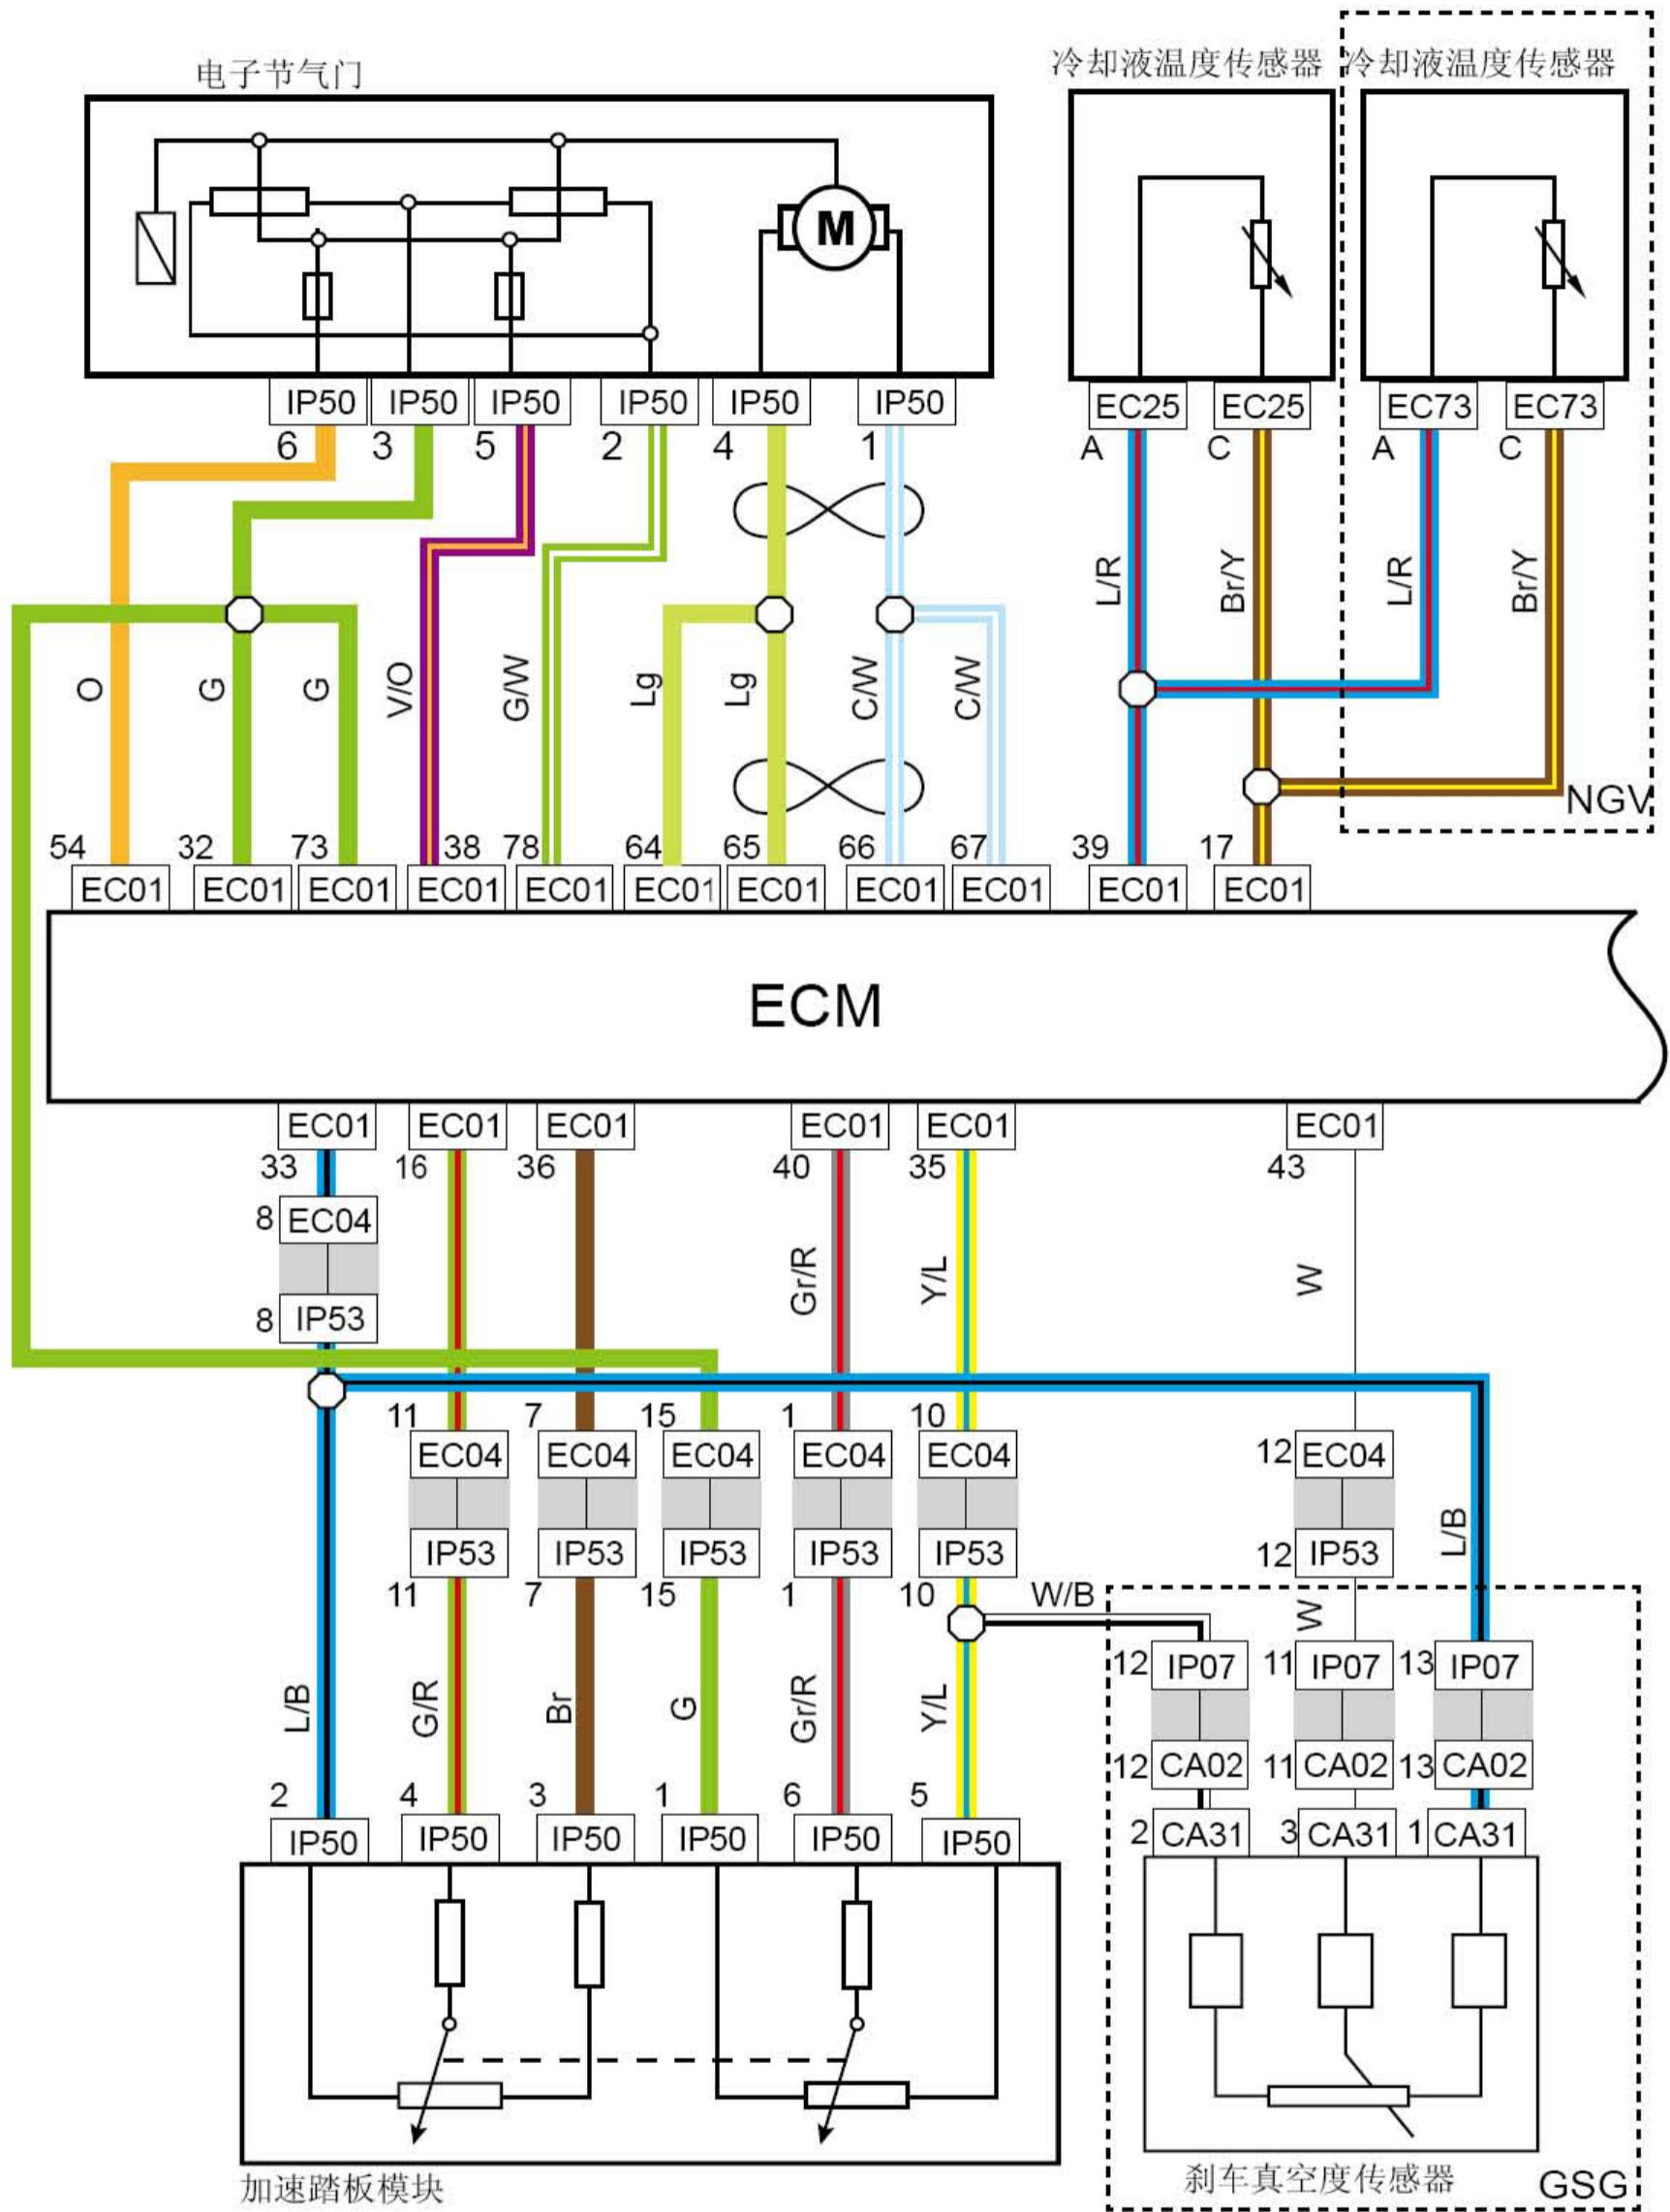 电子节气门
冷却液温度传感器 冷却液温度传感器
M
IP50 IP50 IP50 IP50 IP50 IP50 EC25 EC25 EC73 EC73
6 3 5 2 4 1 A C A C
L/R Br/Y L/R Br/Y
O G G V/O G/W Lg Lg C/W C/W
NGV
54 32 73 38 78 64 65 66 67 39 17
EC01 EC01 EC01 EC01 EC01 EC01 EC01 EC01 EC01 EC01 EC01
ECM
EC01 EC01 EC01 EC01 EC01 EC01
33 16 36 40 35 43
8 EC04
Gr/R Y/L W
8 IP53
11 7 15 1 10
EC04 EC04 EC04 EC04 EC04 12 EC04
L/B
IP53 IP53 IP53 IP53 IP53 12 IP53
11 7 15 1 10 W/B W
12 IP07 11 IP07 13 IP07
L/B G/R Br G Gr/R Y/L
12 CA02 11 CA02 13 CA02
2 4 3 1 6 5
IP50 IP50 IP50 IP50 IP50 IP50 2 CA31 3 CA31 1 CA31
加速踏板模块
刹车真空度传感器 GSG